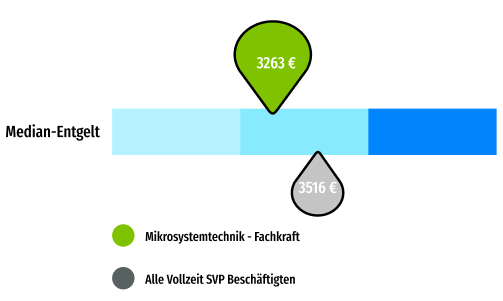 3263 €
Median-Entgelt
3516 €
Mikrosystemtechnik - Fachkraft
Alle Vollzeit SVP Beschäftigten